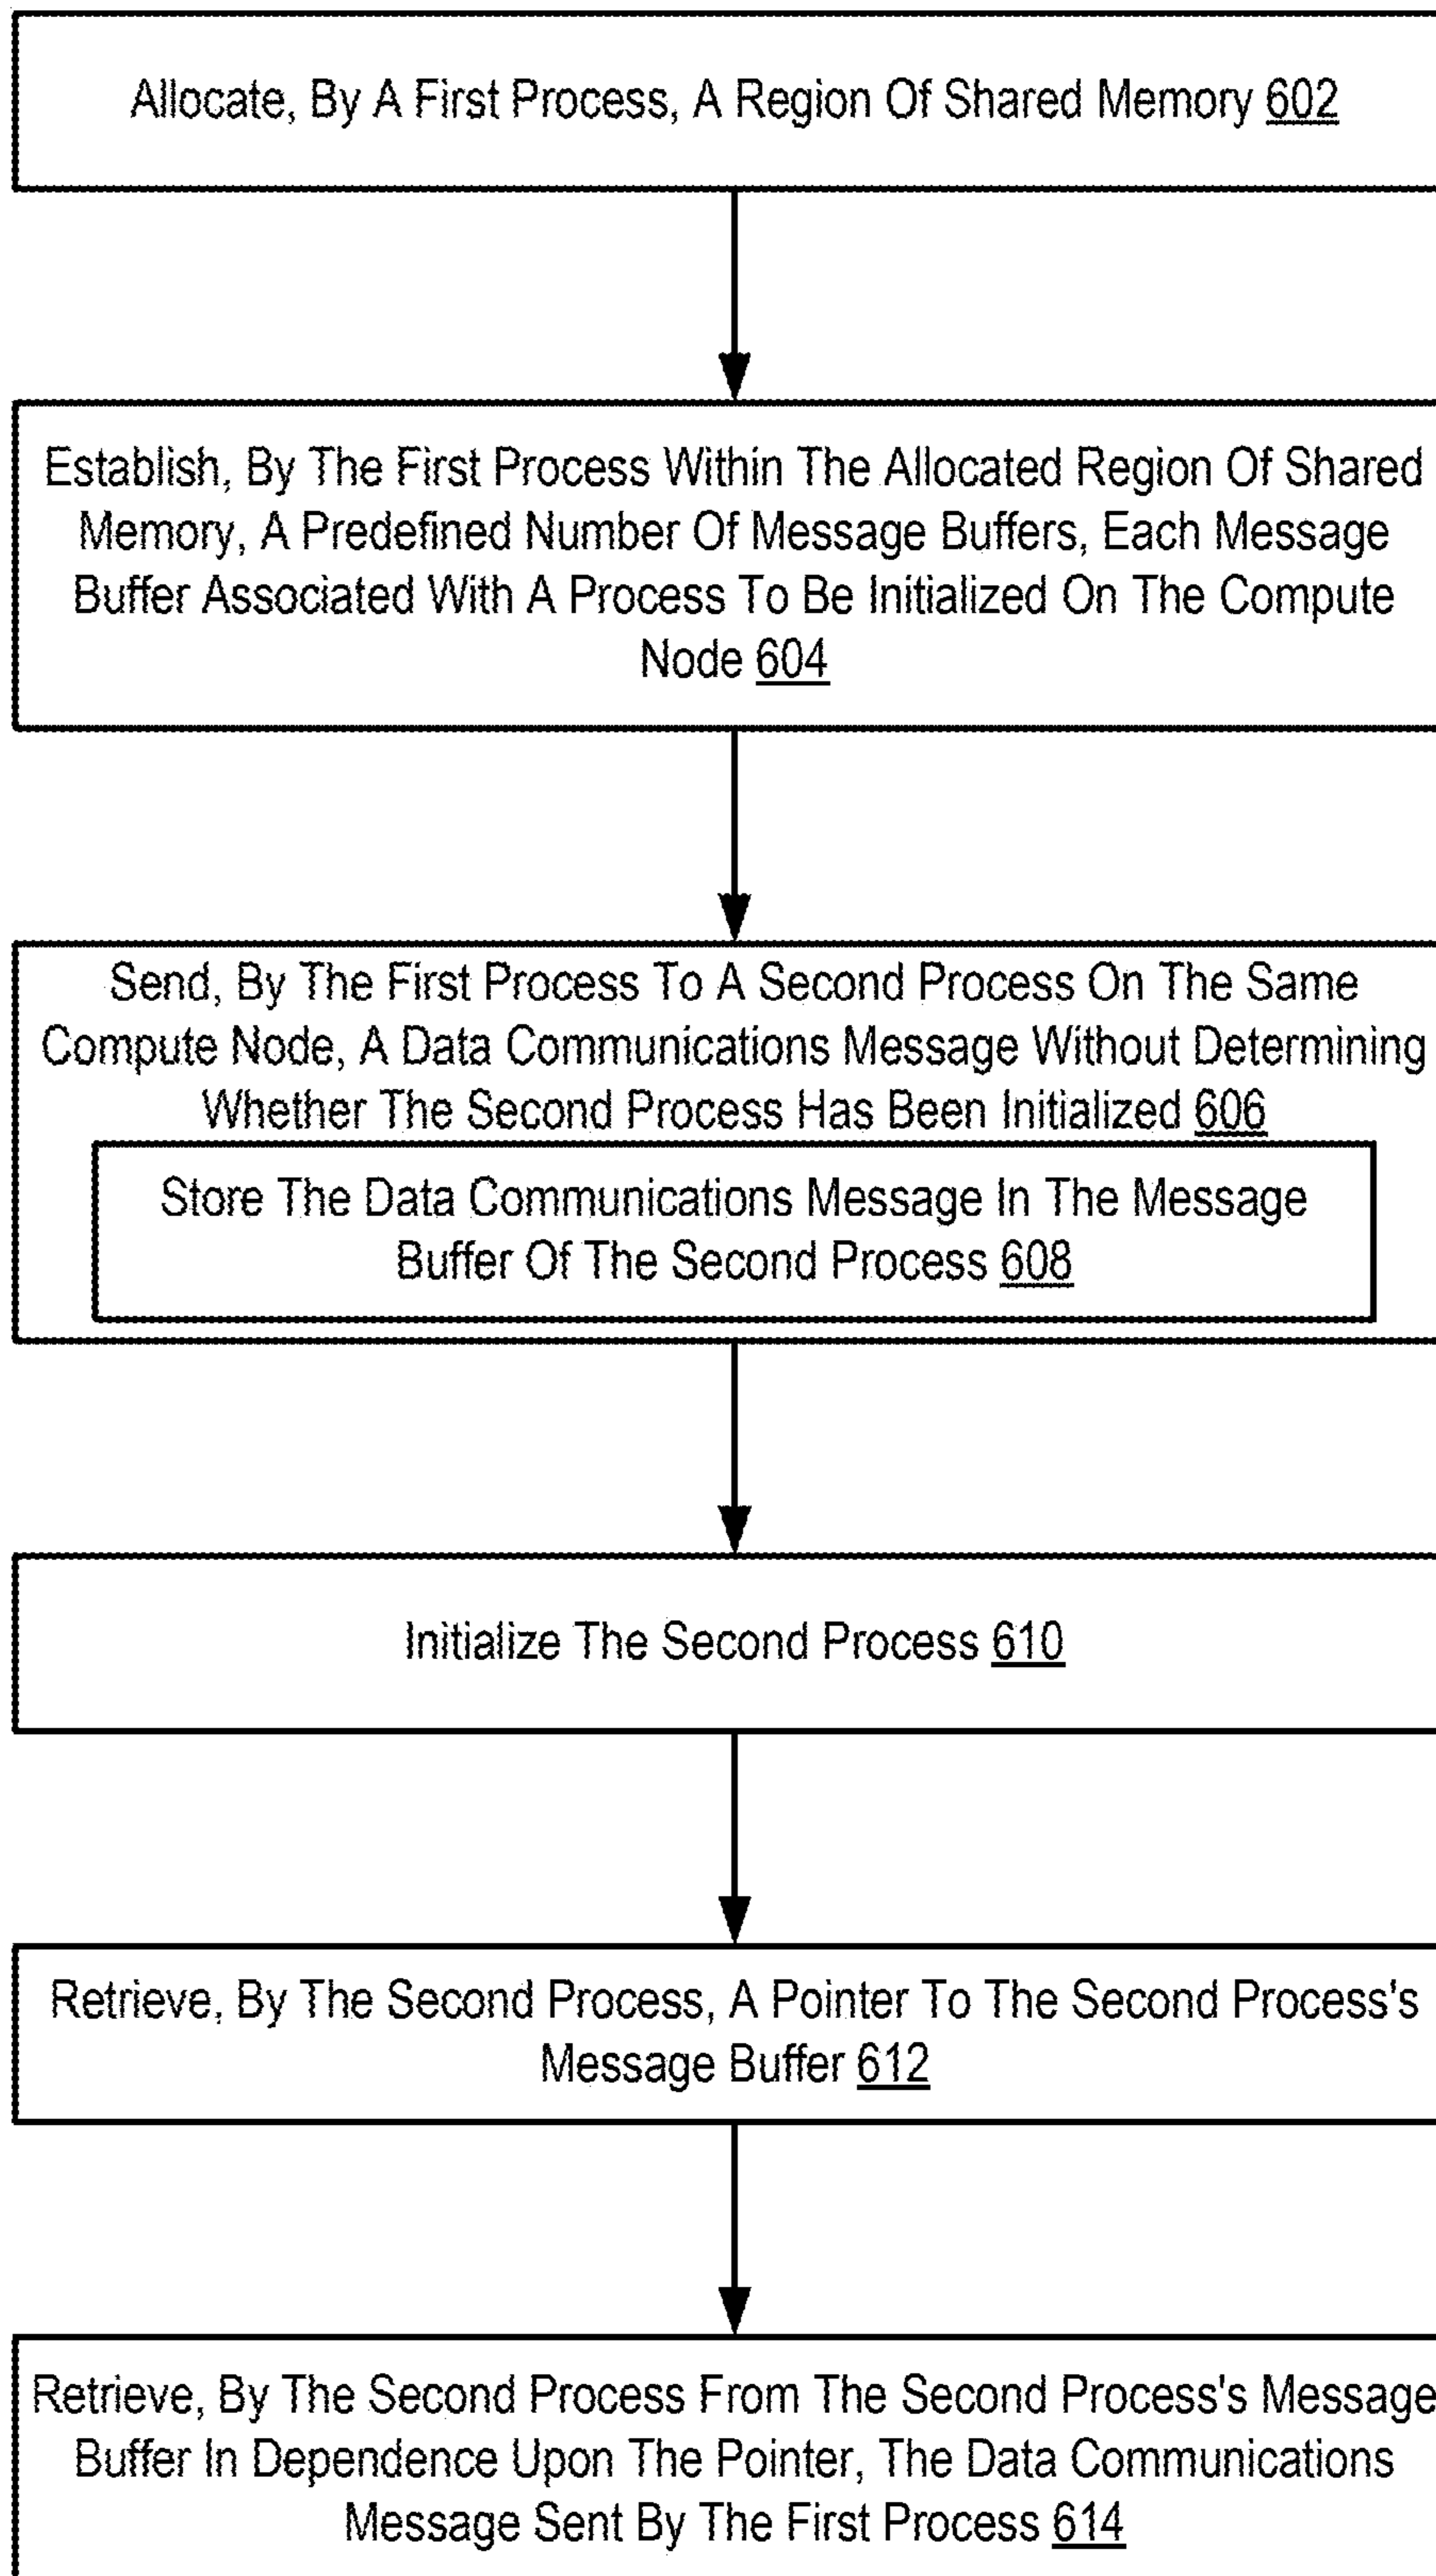 Allocate, By A First Process, A Region Of Shared Memory 602
Establish, By The First Process Within The Allocated Region Of Shared
Memory, A Predefined Number Of Message Buffers, Each Message
Buffer Associated With A Process To Be Initialized On The Compute
Node 604
Send, By The First Process To A Second Process On The Same
Compute Node, A Data Communications Message Without Determining
Whether The Second Process Has Been Initialized 606
Store The Data Communications Message In The Message
Buffer Of The Second Process 608
Initialize The Second Process 610
Retrieve, By The Second Process, A Pointer To The Second Process's
Message Buffer 612
Retrieve, By The Second Process From The Second Process's Message
Buffer In Dependence Upon The Pointer, The Data Communications
Message Sent By The First Process 614